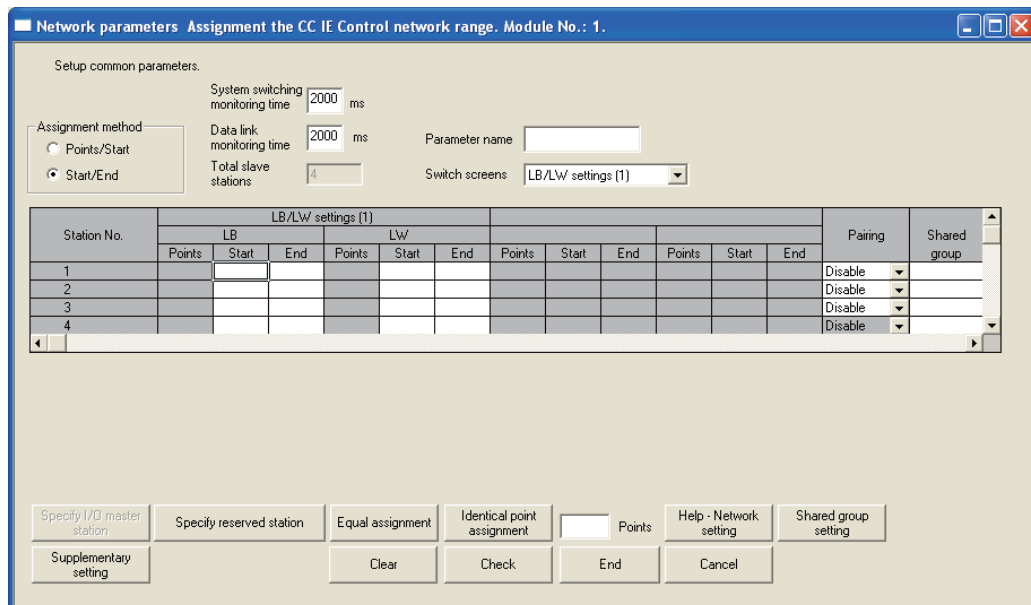 Network parameters Assignment the CC IE Control network range. Module No.: 1.
Setup common parameters.
System switching
monitoring time 2000 ms
Assignment method
Points/Start
Start/End
Data link
monitoring time 2000 ms
Parameter name
Total slave
stations 4
Switch screens LB/LW settings (1)
Station No. LB/LW settings (1) Pairing Shared group
LB LW
Points Start End Points Start End Points Start End Points Start End
1 Disable
2 Disable
3 Disable
4 Disable
Specify I/O master
station
Specify reserved station
Equal assignment
Identical point
assignment
Points
Help - Network
setting
Shared group
setting
Supplementary
setting
Clear
Check
End
Cancel